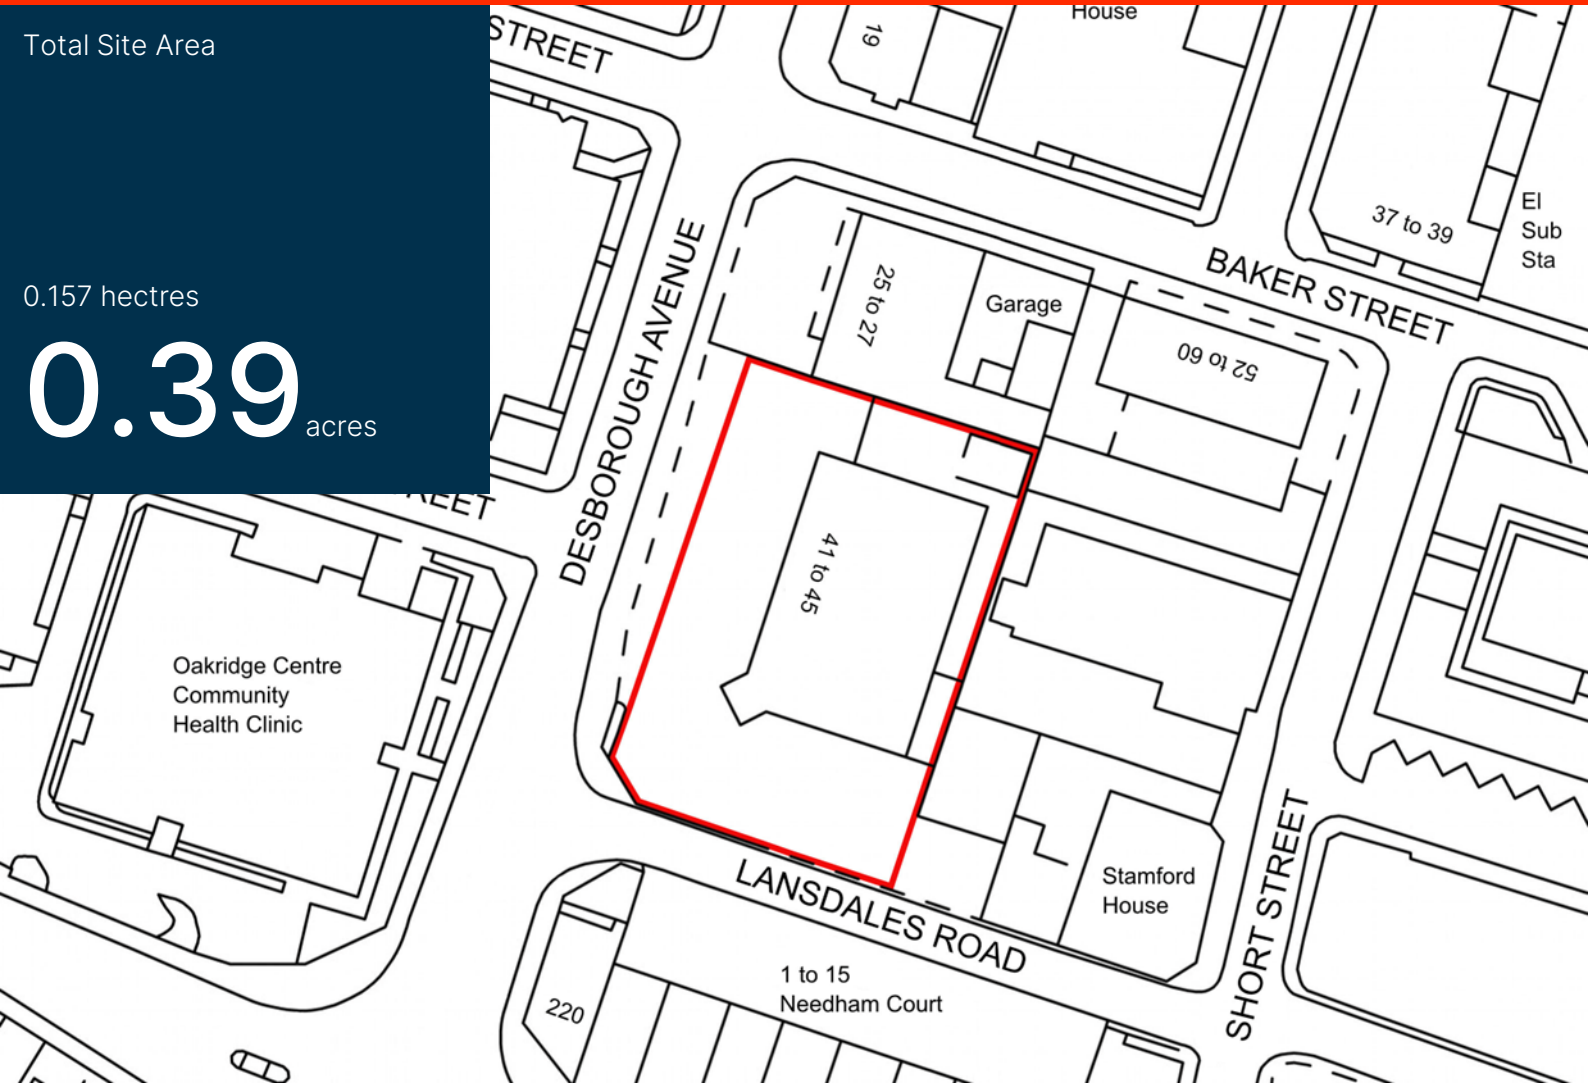 Total Site Area
0.157 hectres
0.39 acres
STREET
19
House
El
Sub
Sta
37 to 39
BAKER STREET
25 to 27
Garage
52 to 60
DESBOROUGH AVENUE
41 to 45
Oakridge Centre
Community
Health Clinic
LANSDALES ROAD
Stamford
House
SHORT STREET
1 to 15
Needham Court
220